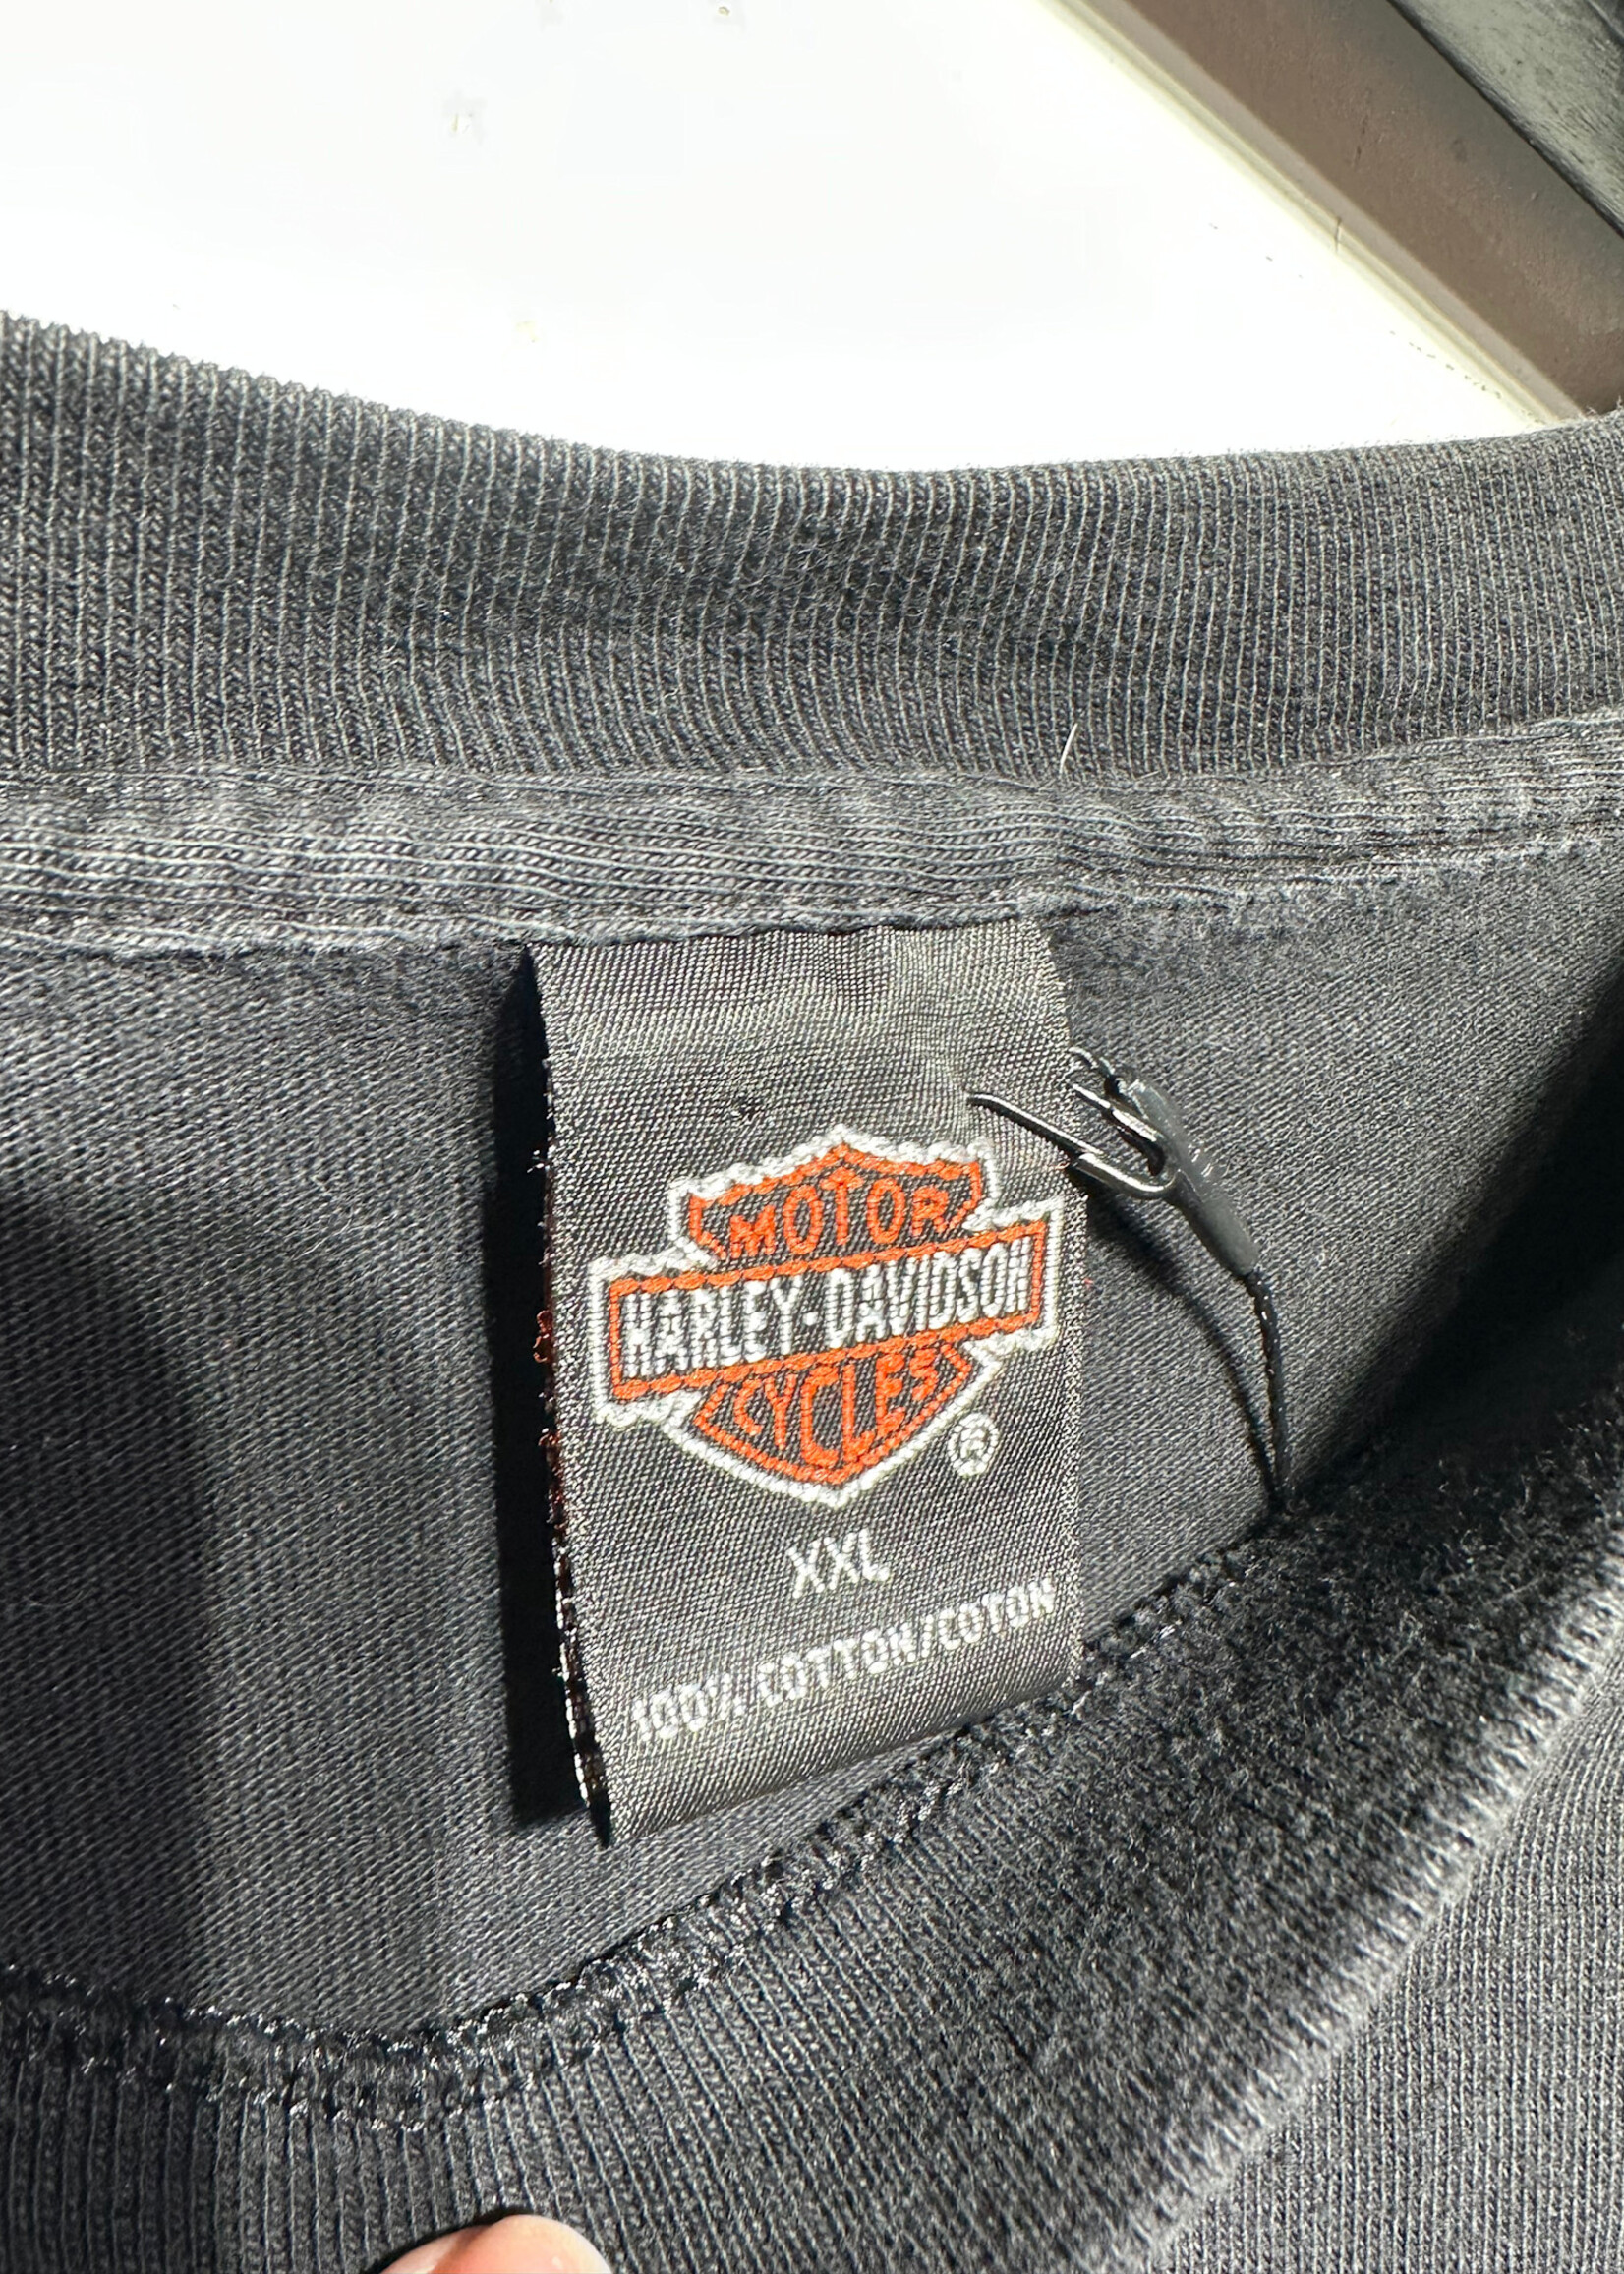 MOTOR
HARLEY-DAVIDSON
CYCLES
®
XXL
100% COTTON/COTON